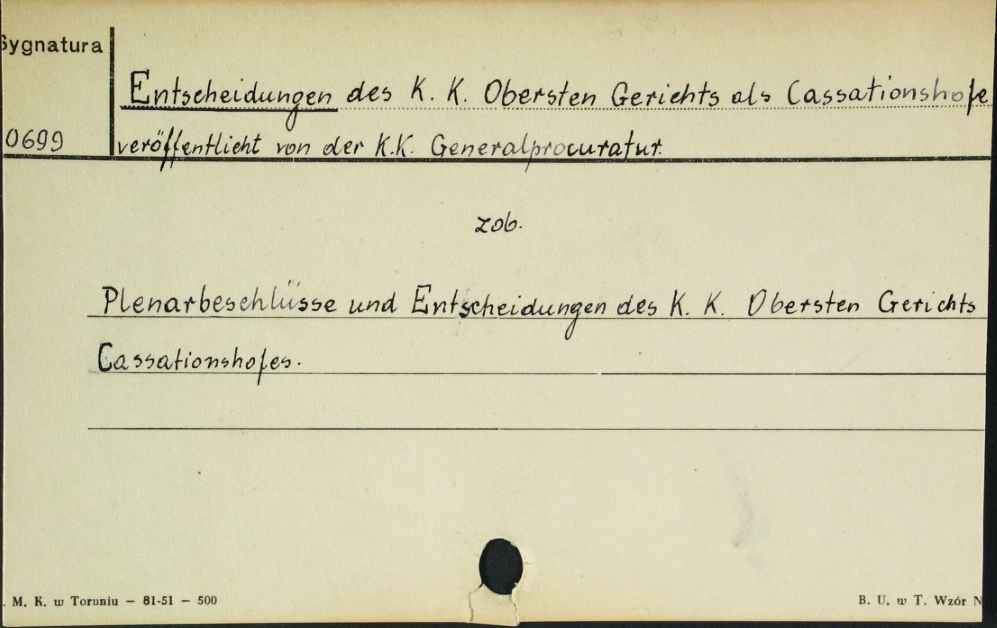 Sygnatura
Entscheidungen des K. K. Obersten Gerichts als Cassationshofe
0699
veröffentlicht von der K.K. Generalprocuratur.
zob.
Plenarbeschlüsse und Entscheidungen des K. K. Obersten Gerichts
Cassationshofes.
. M. K. w Toruniu — 81-51 — 500
B. U. w T. Wzór N